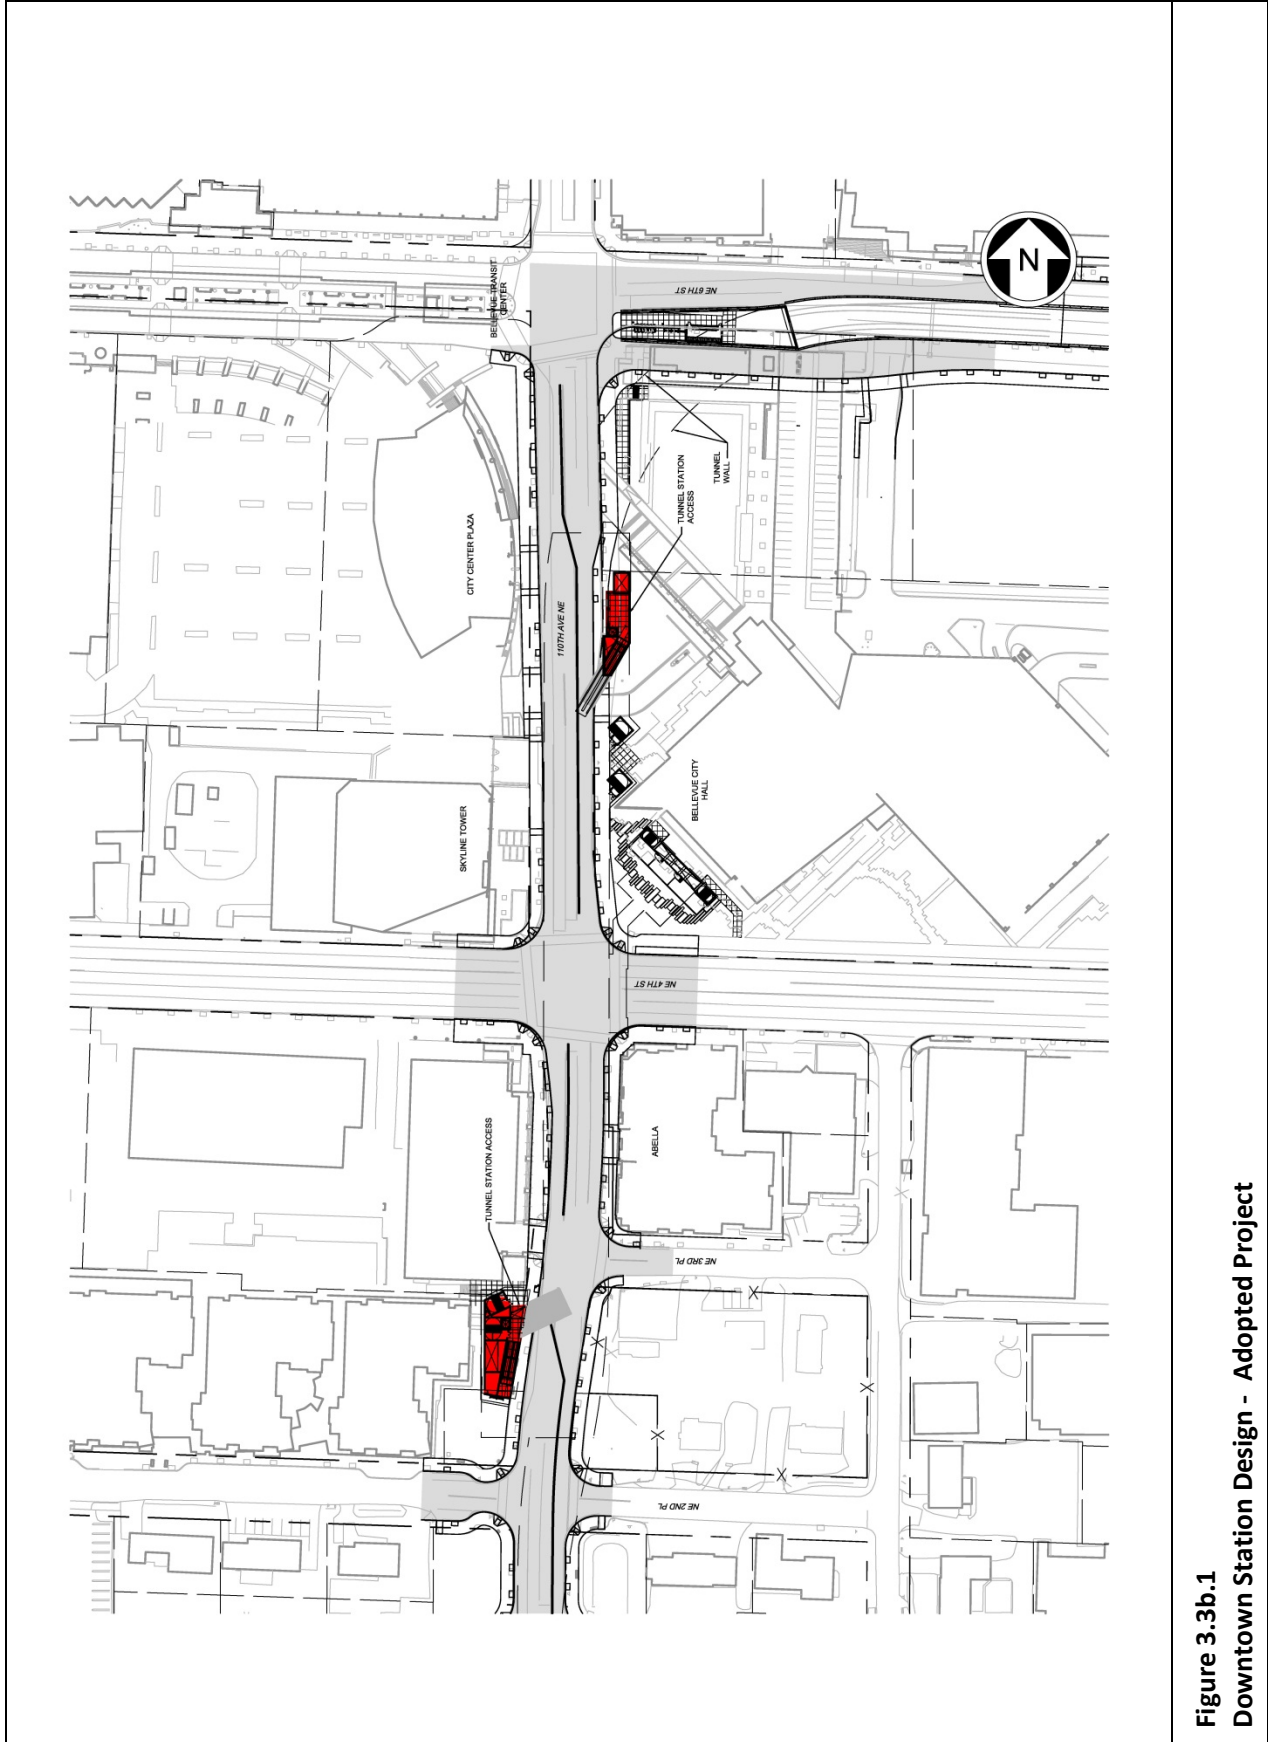 BELLEVUE TRANSIT
CENTER
NE 6TH ST
N
CITY CENTER PLAZA
TUNNEL
WALL
TUNNEL STATION
ACCESS
110TH AVE NE
SKYLINE TOWER
BELLEVUE CITY
HALL
NE 4TH ST
TUNNEL STATION ACCESS
ABELLA
NE 3RD PL
NE 2ND PL
Figure 3.3b.1
Downtown Station Design - Adopted Project